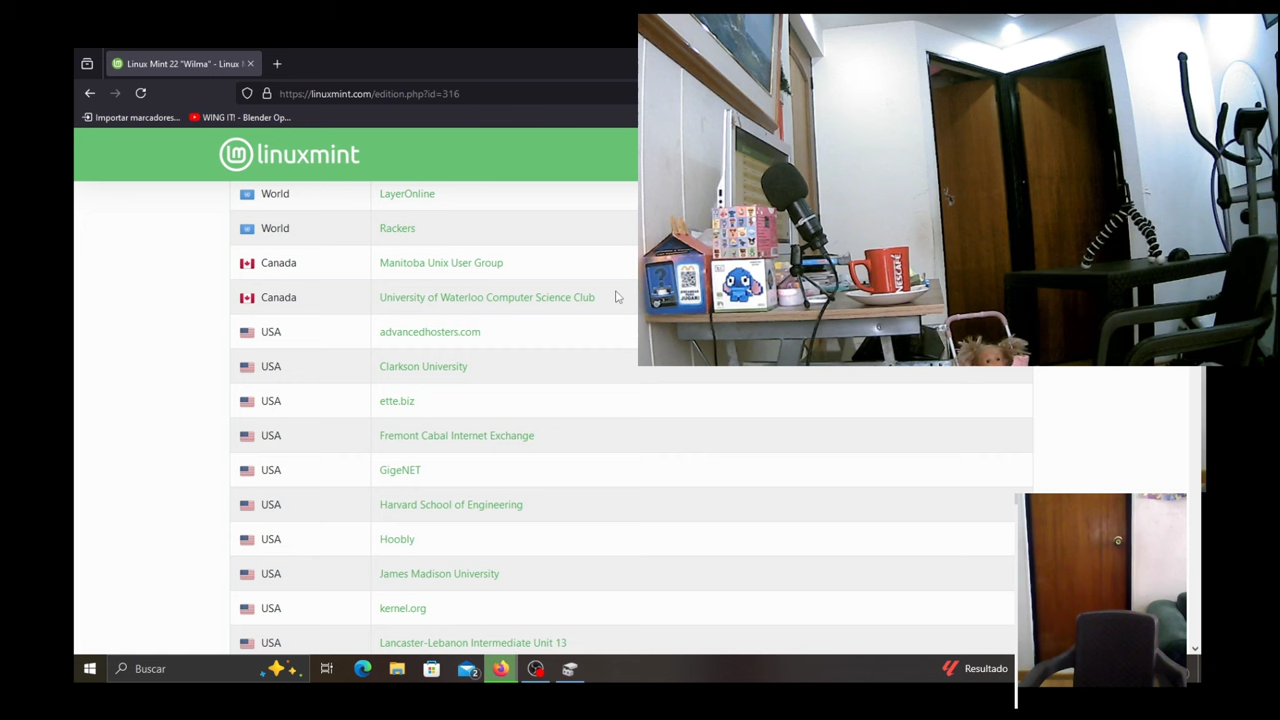 Linux Mint 22 "Wilma" - Linux
https://linuxmint.com/edition.php?id=316
Importar marcadores...
WING IT! - Blender Op...
lm linuxmint
World LayerOnline
World Rackers
Canada Manitoba Unix User Group
Canada University of Waterloo Computer Science Club
USA advancedhosters.com
USA Clarkson University
USA ette.biz
USA Fremont Cabal Internet Exchange
USA GigeNET
USA Harvard School of Engineering
USA Hoobly
USA James Madison University
USA kernel.org
USA Lancaster-Lebanon Intermediate Unit 13
Buscar
2
Resultado
NESCAFÉ
?
JUGAR!